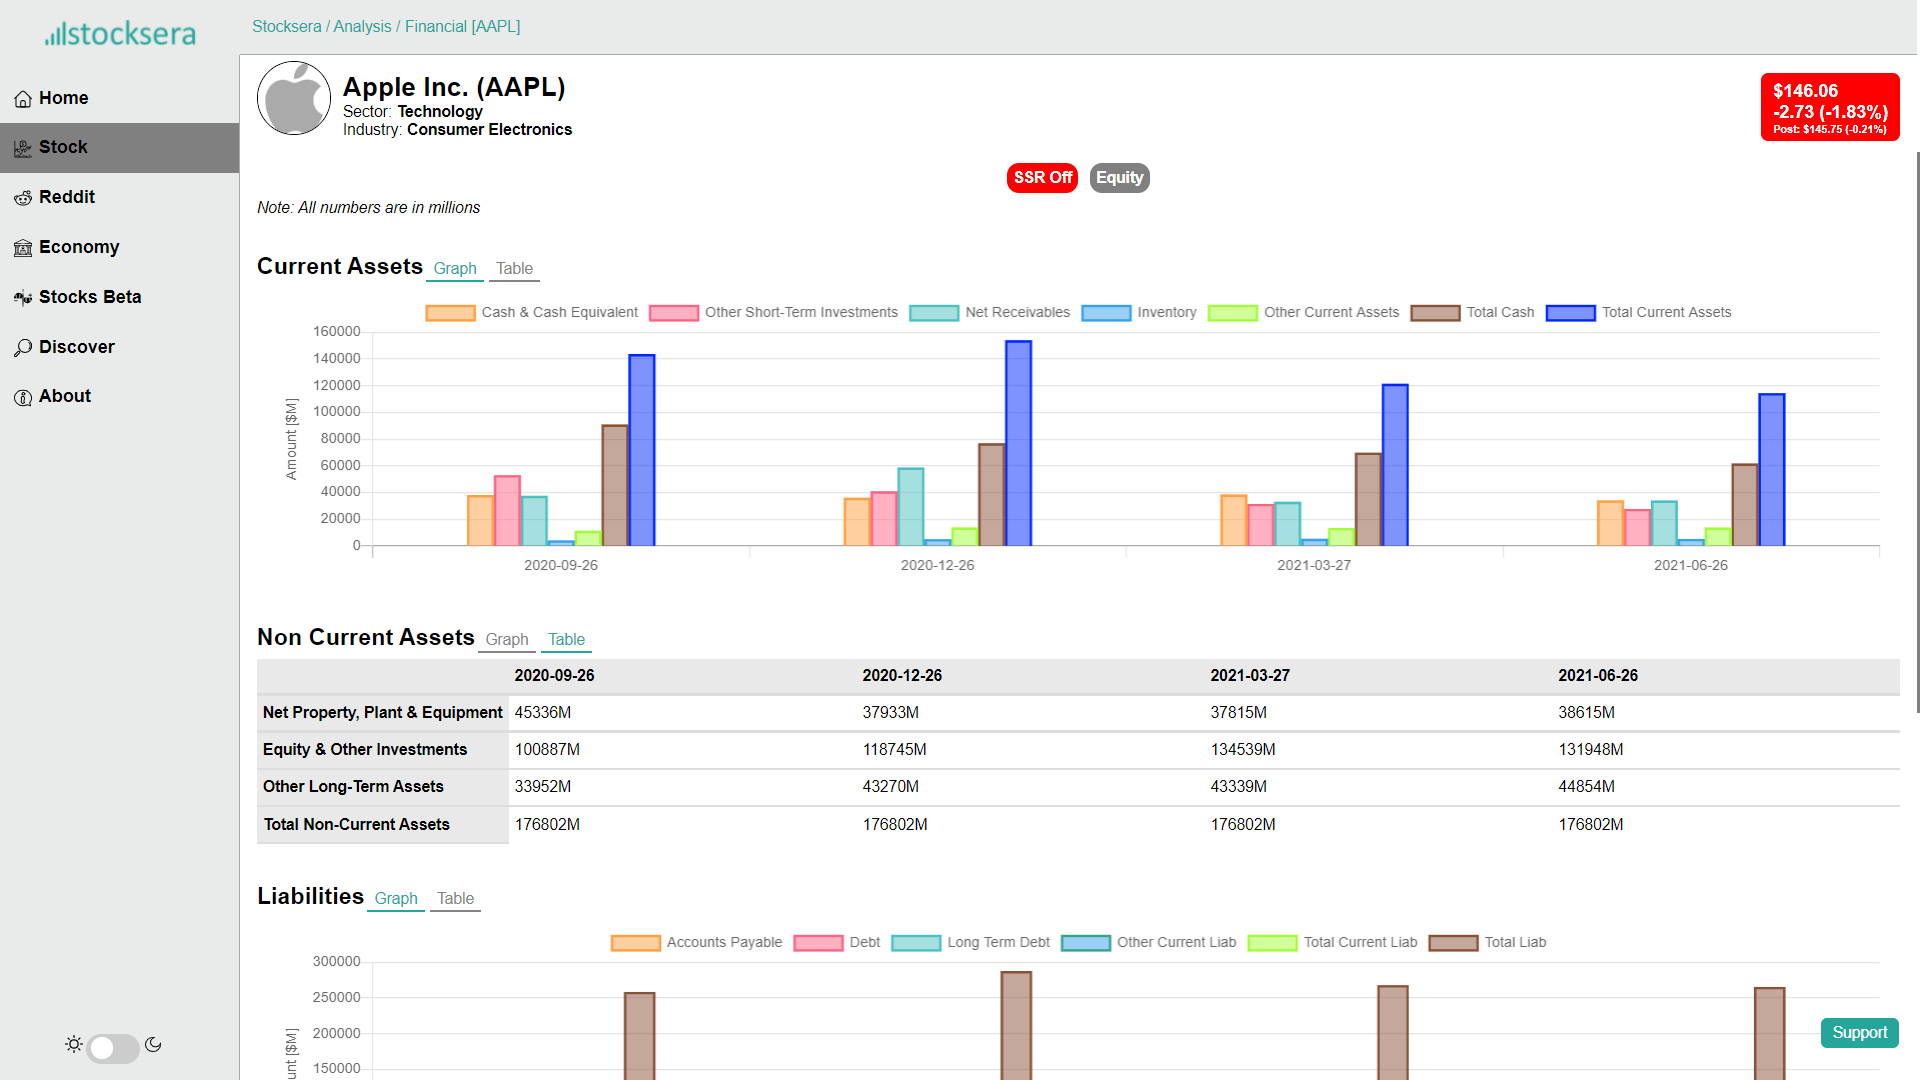 stocksera
Stocksera / Analysis / Financial [AAPL]
Home
Stock
Reddit
Economy
Stocks Beta
Discover
About
Apple Inc. (AAPL)
Sector: Technology
Industry: Consumer Electronics
$146.06
-2.73 (-1.83%)
Post: $145.75 (-0.21%)
SSR Off Equity
Note: All numbers are in millions
Current Assets Graph Table
Cash & Cash Equivalent Other Short-Term Investments Net Receivables Inventory Other Current Assets Total Cash Total Current Assets
Amount [$M]
160000
140000
120000
100000
80000
60000
40000
20000
0
2020-09-26 2020-12-26 2021-03-27 2021-06-26
Non Current Assets Graph Table
2020-09-26 2020-12-26 2021-03-27 2021-06-26
Net Property, Plant & Equipment 45336M 37933M 37815M 38615M
Equity & Other Investments 100887M 118745M 134539M 131948M
Other Long-Term Assets 33952M 43270M 43339M 44854M
Total Non-Current Assets 176802M 176802M 176802M 176802M
Liabilities Graph Table
Accounts Payable Debt Long Term Debt Other Current Liab Total Current Liab Total Liab
300000
250000
200000
150000
unt [$M]
Support